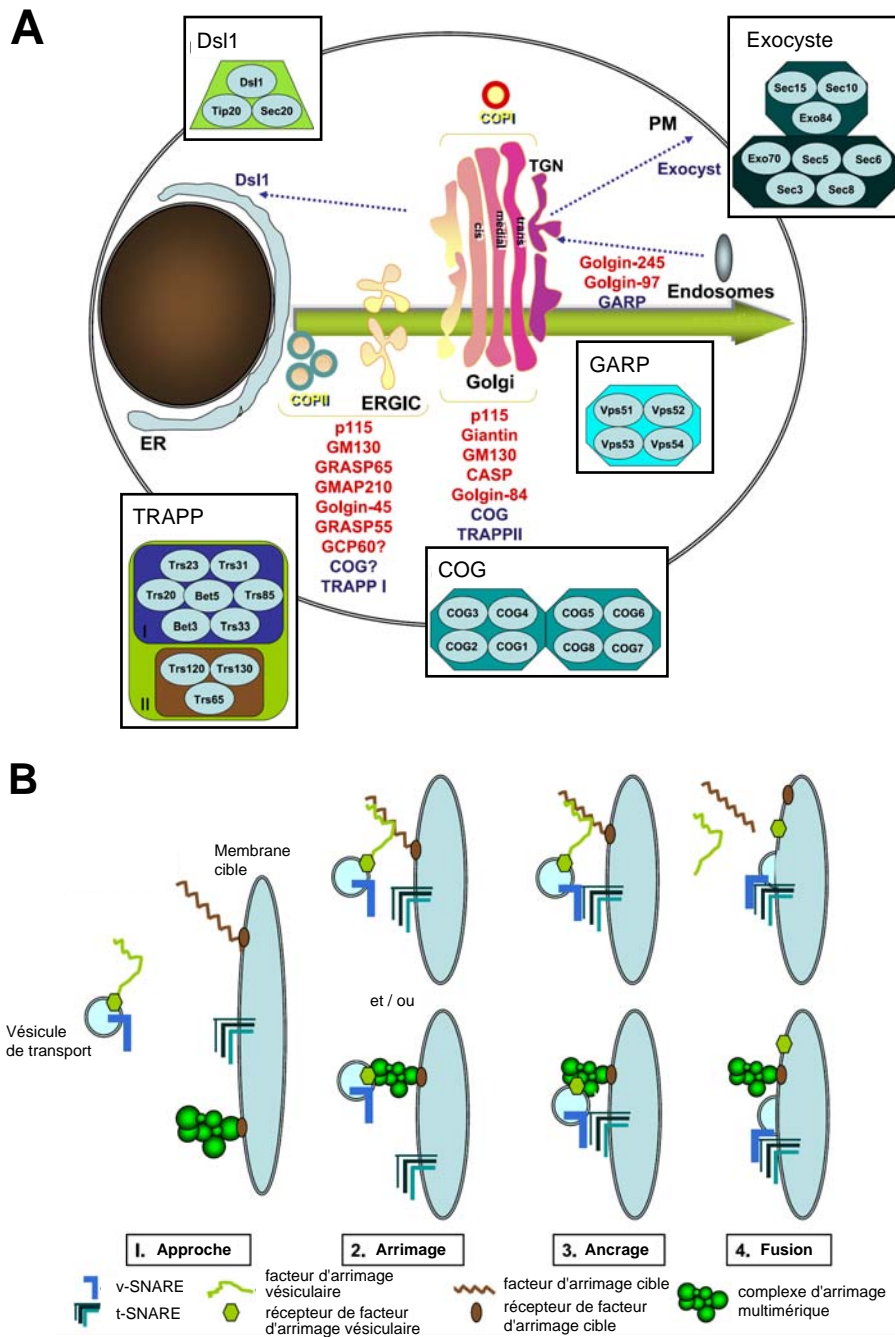 A
Dsl1
Dsl1
Tip20 Sec20
Exocyste
Sec15 Sec10
Exo84
Exo70 Sec5 Sec6
Sec3 Sec8
COPI
PM
TGN
Exocyst
Dsl1
cis
medial
trans
Golgin-245
Golgin-97
GARP
Endosomes
COPII
ERGIC
Golgi
ER
p115
GM130
GRASP65
GMAP210
Golgin-45
GRASP55
GCP60?
COG?
TRAPP I
p115
Giantin
GM130
CASP
Golgin-84
COG
TRAPPII
GARP
Vps51 Vps52
Vps53 Vps54
TRAPP
Trs23 Trs31
Trs20 Bet5 Trs85
Bet3 Trs33
I
Trs120 Trs130
Trs65
II
COG
COG3 COG4 COG5 COG6
COG2 COG1 COG8 COG7
B
Membrane
cible
Vésicule
de transport
et / ou
1. Approche
2. Arrimage
3. Ancrage
4. Fusion
v-SNARE
t-SNARE
facteur d'arrimage
vésiculaire
récepteur de facteur
d'arrimage vésiculaire
facteur d'arrimage cible
récepteur de facteur
d'arrimage cible
complexe d'arrimage
multimérique